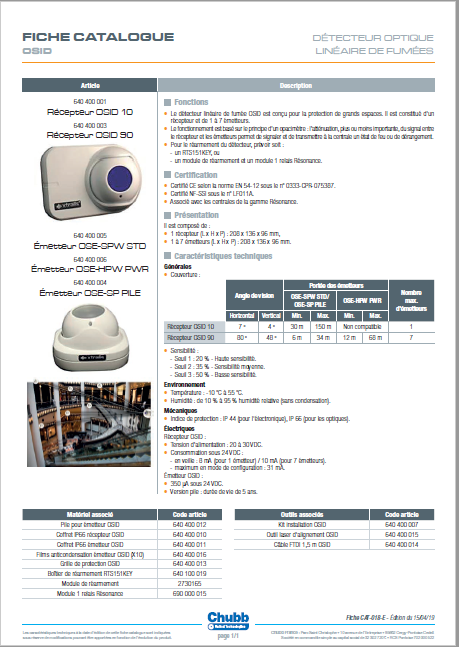 FICHE CATALOGUE
OSID
DÉTECTEUR OPTIQUE
LINÉAIRE DE FUMÉES
Article
Description
640 400 001
Récepteur OSID 10
640 400 003
Récepteur OSID 90
xtralis
640 400 005
Émetteur OSE-SPW STD
640 400 006
Émetteur OSE-HPW PWR
640 400 004
Émetteur OSE-SP PILE
xtralis
Fonctions
• Le détecteur linéaire de fumée OSID est conçu pour la protection de grands espaces. Il est constitué d'un
récepteur et de 1 à 7 émetteurs.
• Le fonctionnement est basé sur le principe d'un opacimètre : l'atténuation, plus ou moins importante, du signal entre
le récepteur et les émetteurs permet de signaler et de transmettre à la centrale un état de feu ou de dérangement.
• Pour le réarmement du détecteur, prévoir soit :
- un RTS151KEY, ou
- un module de réarmement et un module 1 relais Résonance.
Certification
• Certifié CE selon la norme EN 54-12 sous le n° 0333-CPR-075387.
• Certifié NF-SSI sous le n° LF011A.
• Associé avec les centrales de la gamme Résonance.
Présentation
Il est composé de :
• 1 récepteur (L x H x P) : 208 x 136 x 96 mm,
• 1 à 7 émetteurs (L x H x P) : 208 x 136 x 96 mm.
Caractéristiques techniques
Générales
• Couverture :
Angle de vision
Portée des émetteurs
Nombre max. d'émetteurs
OSE-SPW STD/ OSE-SP PILE
OSE-HPW PWR
Horizontal Vertical Min. Max. Min. Max.
Récepteur OSID 10 7 ° 4 ° 30 m 150 m Non compatible 1
Récepteur OSID 90 80 ° 48 ° 6 m 34 m 12 m 68 m 7
• Sensibilité :
- Seuil 1 : 20 % - Haute sensibilité.
- Seuil 2 : 35 % - Sensibilité moyenne.
- Seuil 3 : 50 % - Basse sensibilité.
Environnement
• Température : -10 °C à 55 °C.
• Humidité : de 10 % à 95 % humidité relative (sans condensation).
Mécaniques
• Indice de protection : IP 44 (pour l'électronique), IP 66 (pour les optiques).
Électriques
Récepteur OSID :
• Tension d'alimentation : 20 à 30 VDC.
• Consommation sous 24 VDC :
- en veille : 8 mA (pour 1 émetteur) / 10 mA (pour 7 émetteurs).
- maximum en mode de configuration : 31 mA.
Émetteur OSID :
• 350 µA sous 24 VDC.
• Version pile : durée de vie de 5 ans.
Matériel associé Code article
Pile pour émetteur OSID 640 400 012
Coffret IP66 récepteur OSID 640 400 010
Coffret IP66 émetteur OSID 640 400 011
Films anticondensation émetteur OSID (X10) 640 400 016
Grille de protection OSID 640 400 013
Boîtier de réarmement RTS151KEY 640 100 019
Module de réarmement 2730165
Module 1 relais Résonance 690 000 015
Outils associés Code article
Kit installation OSID 640 400 007
Outil laser d'alignement OSID 640 400 015
Câble FTDI 1,5 m OSID 640 400 014
Chubb
page 1/1
Fiche CAT-018-E - Édition du 15/04/19